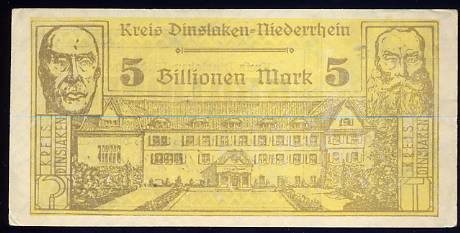 Kreis Dinslaken-Niederrhein
5 Billionen Mark 5
KREIS
DINSLAKEN
KREIS
DINSLAKEN